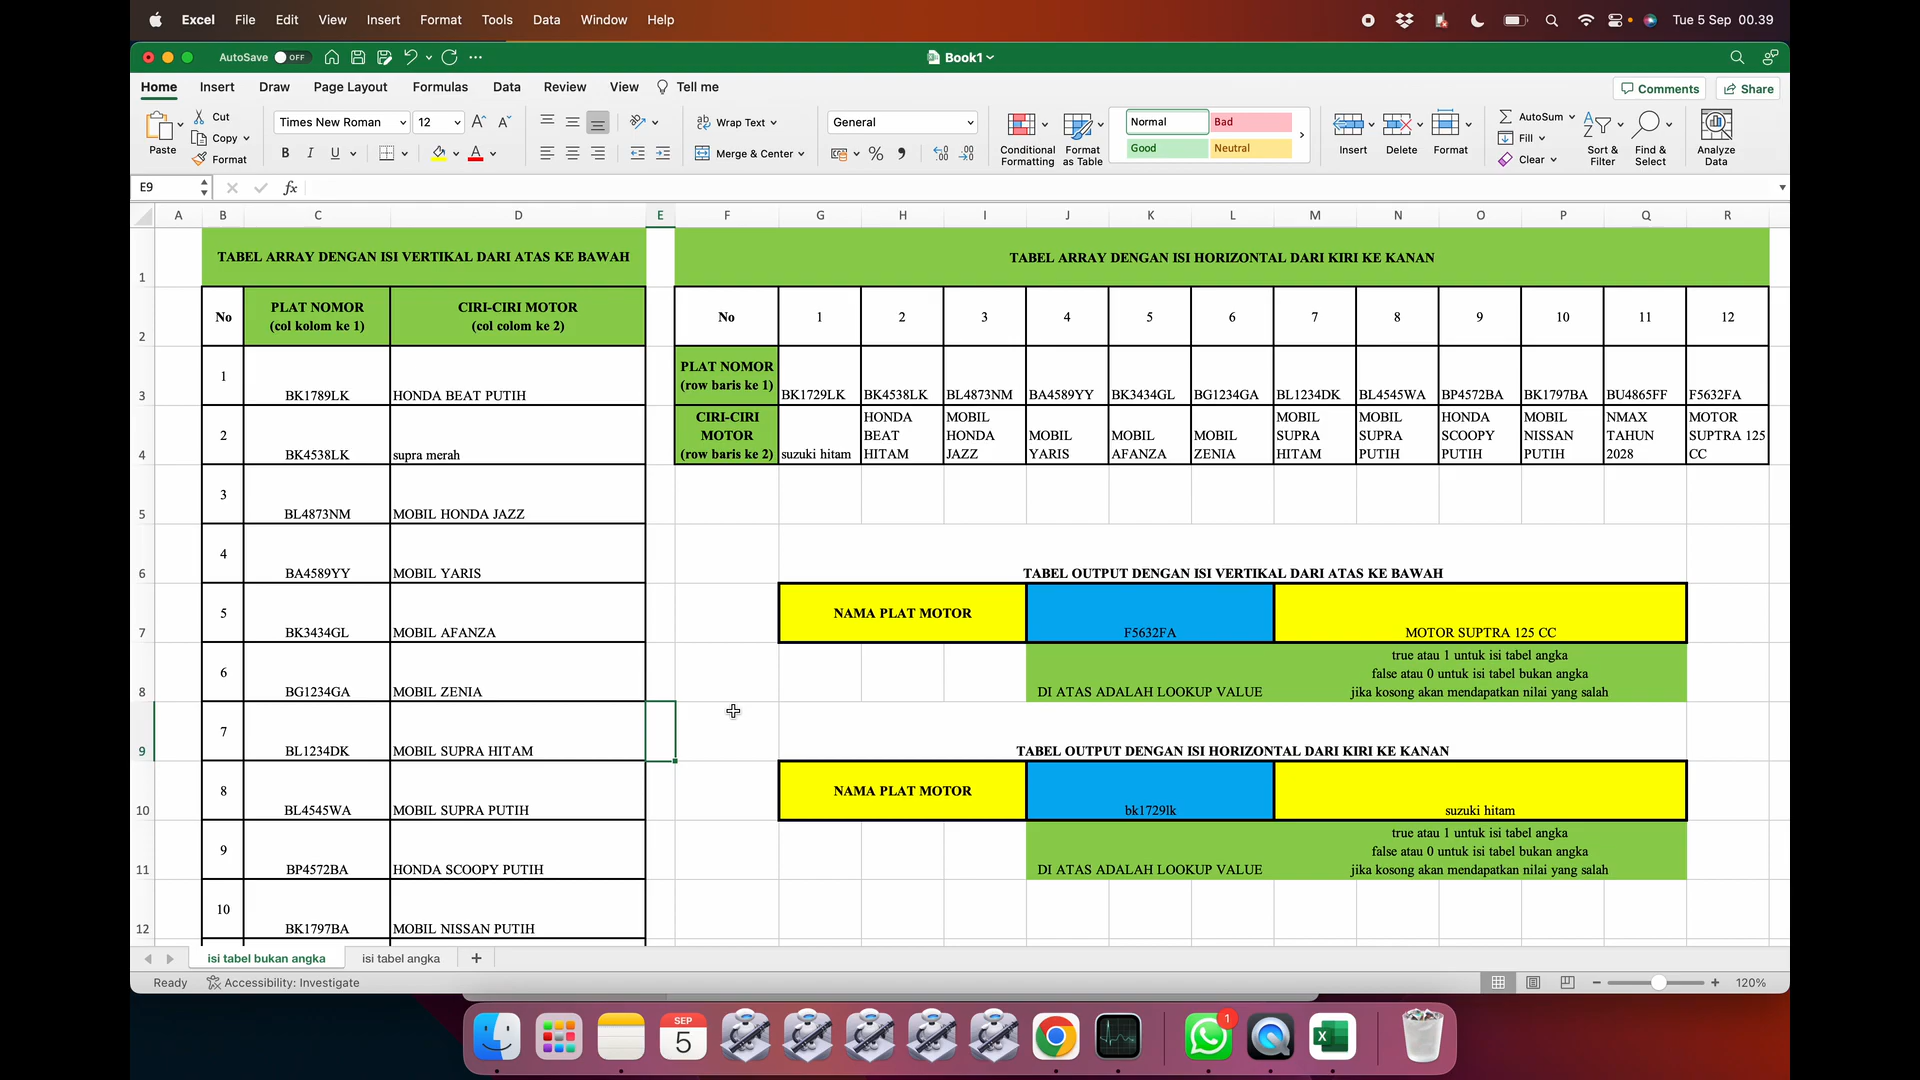 Excel File Edit View Insert Format Tools Data Window Help Tue 5 Sep 00.39
AutoSave OFF Book1
Home Insert Draw Page Layout Formulas Data Review View Tell me Comments Share
Paste Cut Copy Format
Times New Roman 12
B I U
Wrap Text
Merge & Center
General
Conditional Formatting
Format as Table
Normal Bad
Good Neutral
Insert Delete Format
AutoSum
Fill
Clear
Sort & Filter
Find & Select
Analyze Data
E9 fx
A B C D E F G H I J K L M N O P Q R
1 TABEL ARRAY DENGAN ISI VERTIKAL DARI ATAS KE BAWAH TABEL ARRAY DENGAN ISI HORIZONTAL DARI KIRI KE KANAN
2 No PLAT NOMOR (col kolom ke 1) CIRI-CIRI MOTOR (col colom ke 2) No 1 2 3 4 5 6 7 8 9 10 11 12
3 1 BK1789LK HONDA BEAT PUTIH PLAT NOMOR (row baris ke 1) BK1729LK BK4538LK BL4873NM BA4589YY BK3434GL BG1234GA BL1234DK BL4545WA BP4572BA BK1797BA BU4865FF F5632FA
4 2 BK4538LK supra merah CIRI-CIRI MOTOR (row baris ke 2) suzuki hitam HONDA BEAT HITAM MOBIL HONDA JAZZ MOBIL YARIS MOBIL AFANZA MOBIL ZENIA MOBIL SUPRA HITAM MOBIL SUPRA PUTIH HONDA SCOOPY PUTIH MOBIL NISSAN PUTIH NMAX TAHUN 2028 MOTOR SUPTRA 125 CC
5 3 BL4873NM MOBIL HONDA JAZZ
6 4 BA4589YY MOBIL YARIS TABEL OUTPUT DENGAN ISI VERTIKAL DARI ATAS KE BAWAH
7 5 BK3434GL MOBIL AFANZA NAMA PLAT MOTOR F5632FA MOTOR SUPTRA 125 CC
8 6 BG1234GA MOBIL ZENIA DI ATAS ADALAH LOOKUP VALUE
true atau 1 untuk isi tabel angka
false atau 0 untuk isi tabel bukan angka
jika kosong akan mendapatkan nilai yang salah
9 7 BL1234DK MOBIL SUPRA HITAM TABEL OUTPUT DENGAN ISI HORIZONTAL DARI KIRI KE KANAN
10 8 BL4545WA MOBIL SUPRA PUTIH NAMA PLAT MOTOR bk1729lk suzuki hitam
11 9 BP4572BA HONDA SCOOPY PUTIH DI ATAS ADALAH LOOKUP VALUE
true atau 1 untuk isi tabel angka
false atau 0 untuk isi tabel bukan angka
jika kosong akan mendapatkan nilai yang salah
12 10 BK1797BA MOBIL NISSAN PUTIH
isi tabel bukan angka isi tabel angka
Ready Accessibility: Investigate 120%
SEP
5
1